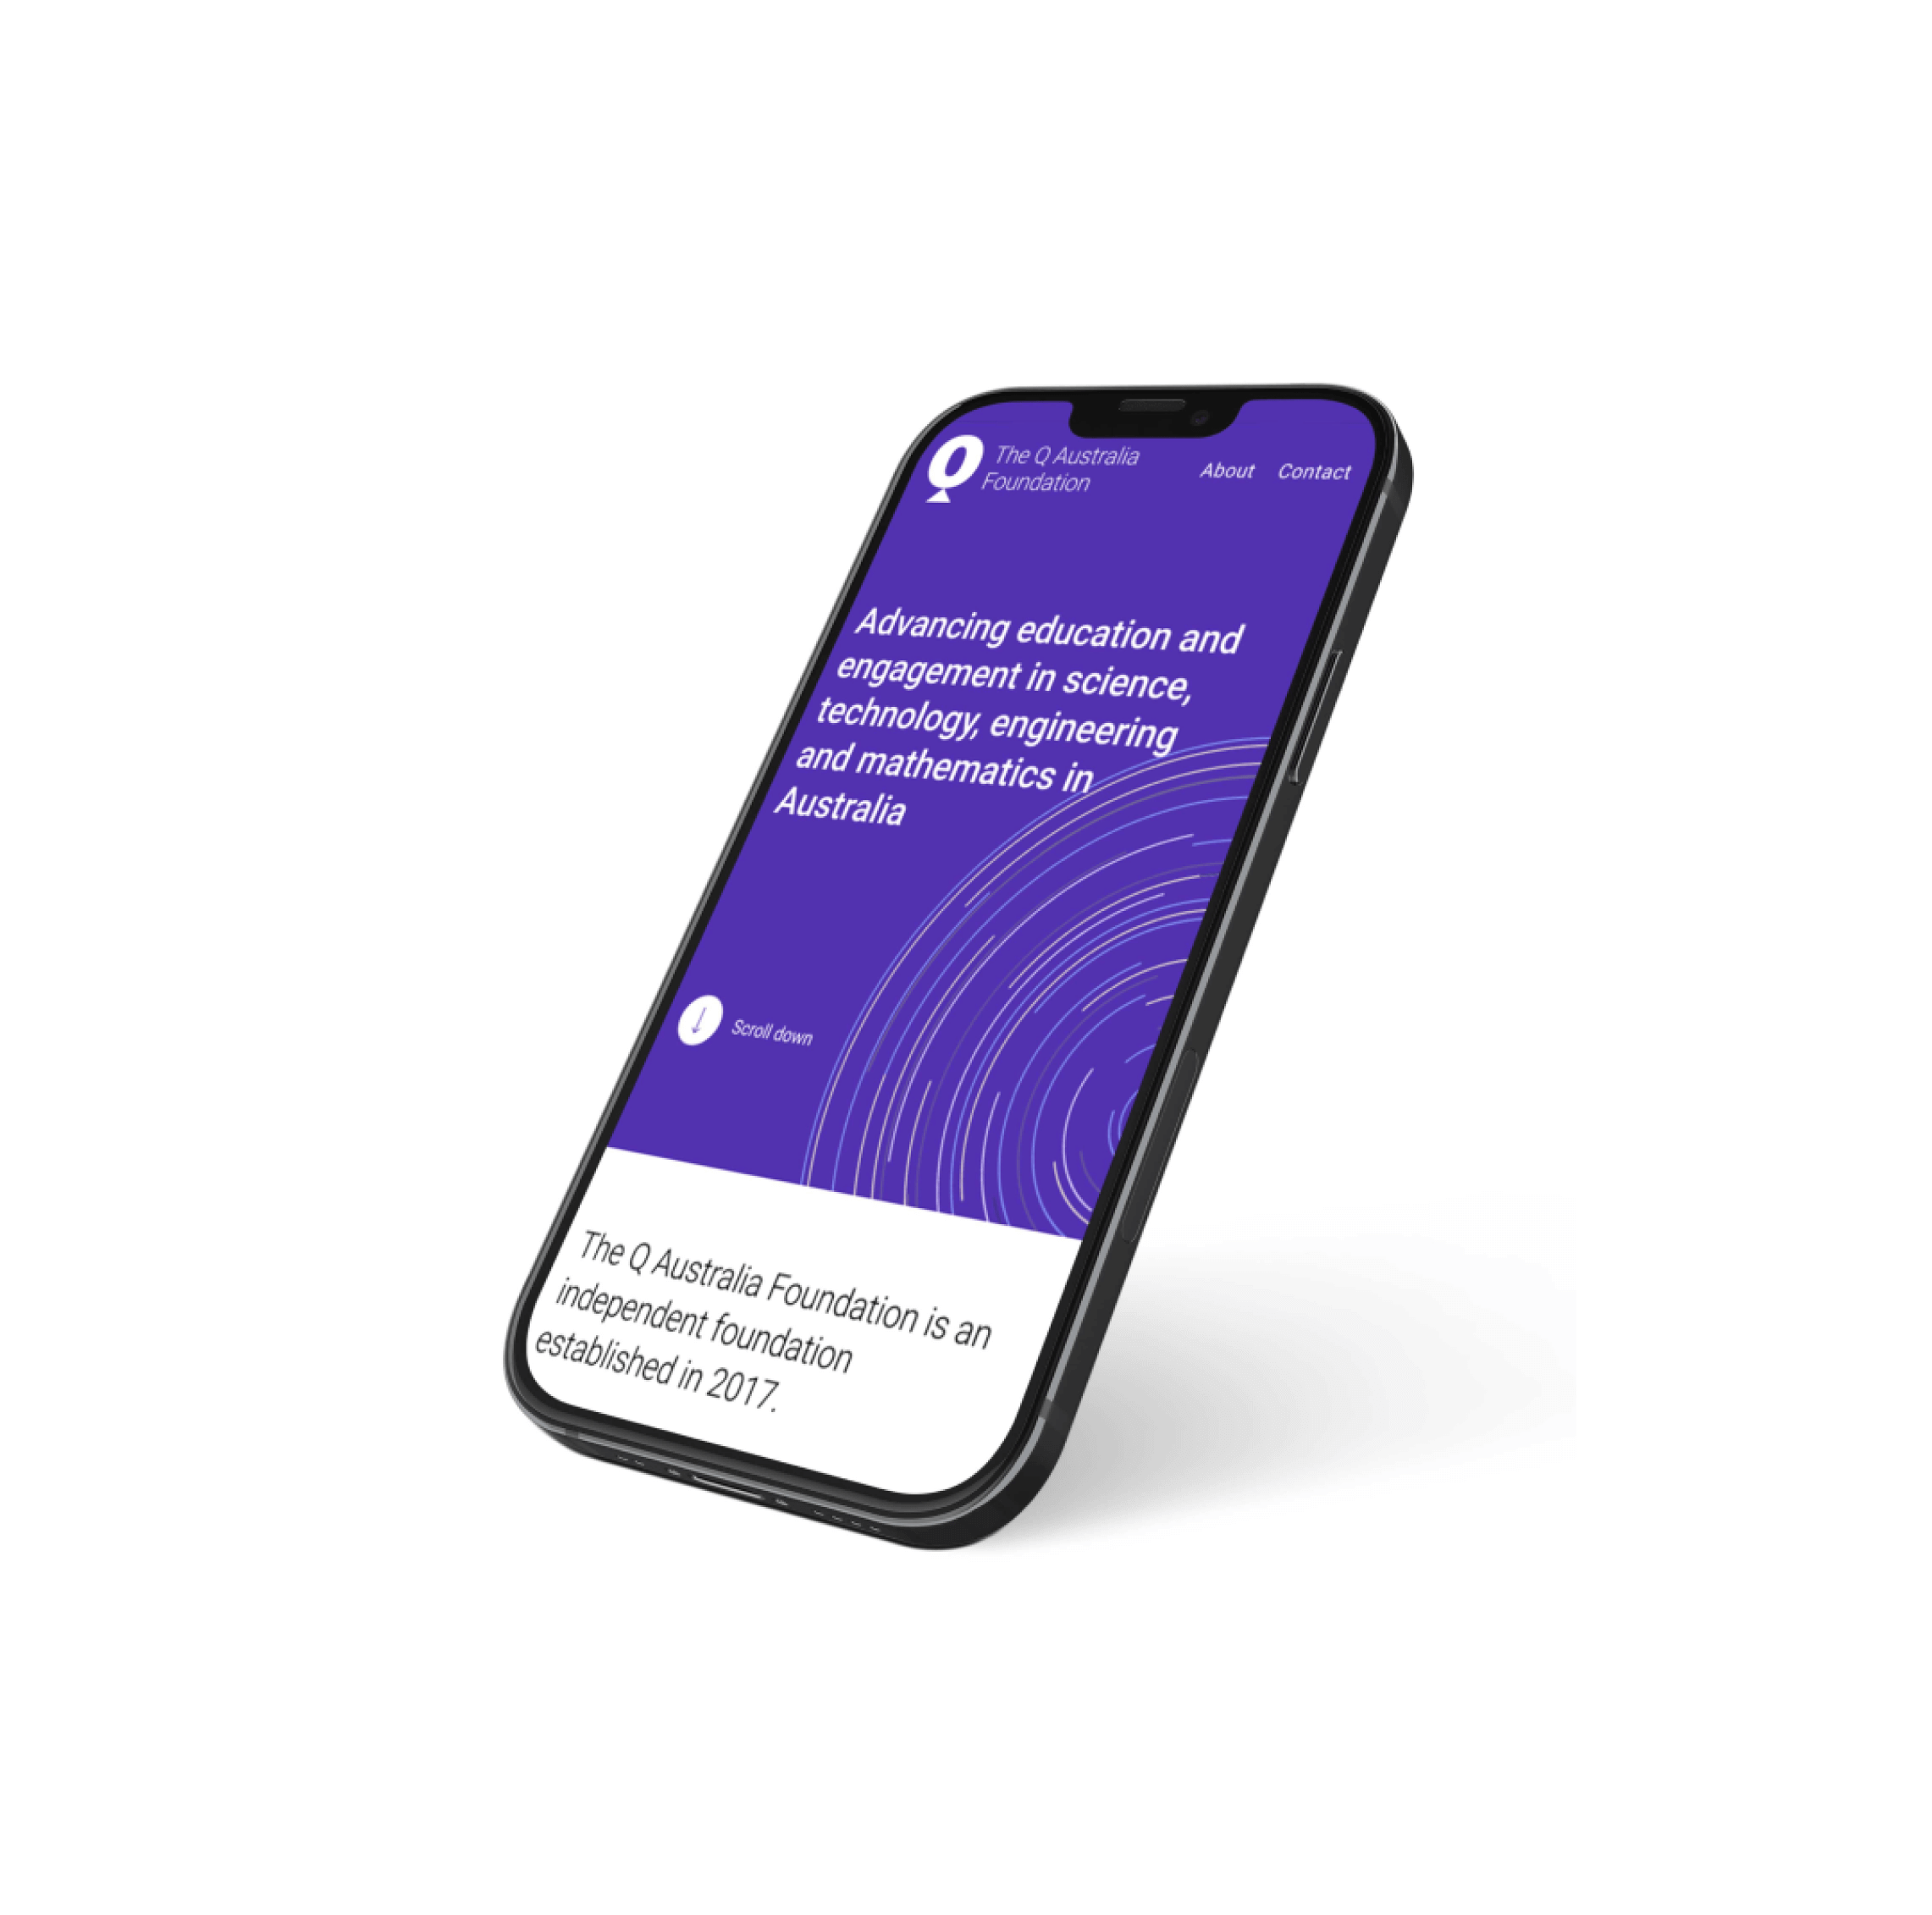 The Q Australia
Foundation
About Contact
Advancing education and
engagement in science,
technology, engineering
and mathematics in
Australia
Scroll down
The Q Australia Foundation is an
independent foundation
established in 2017.